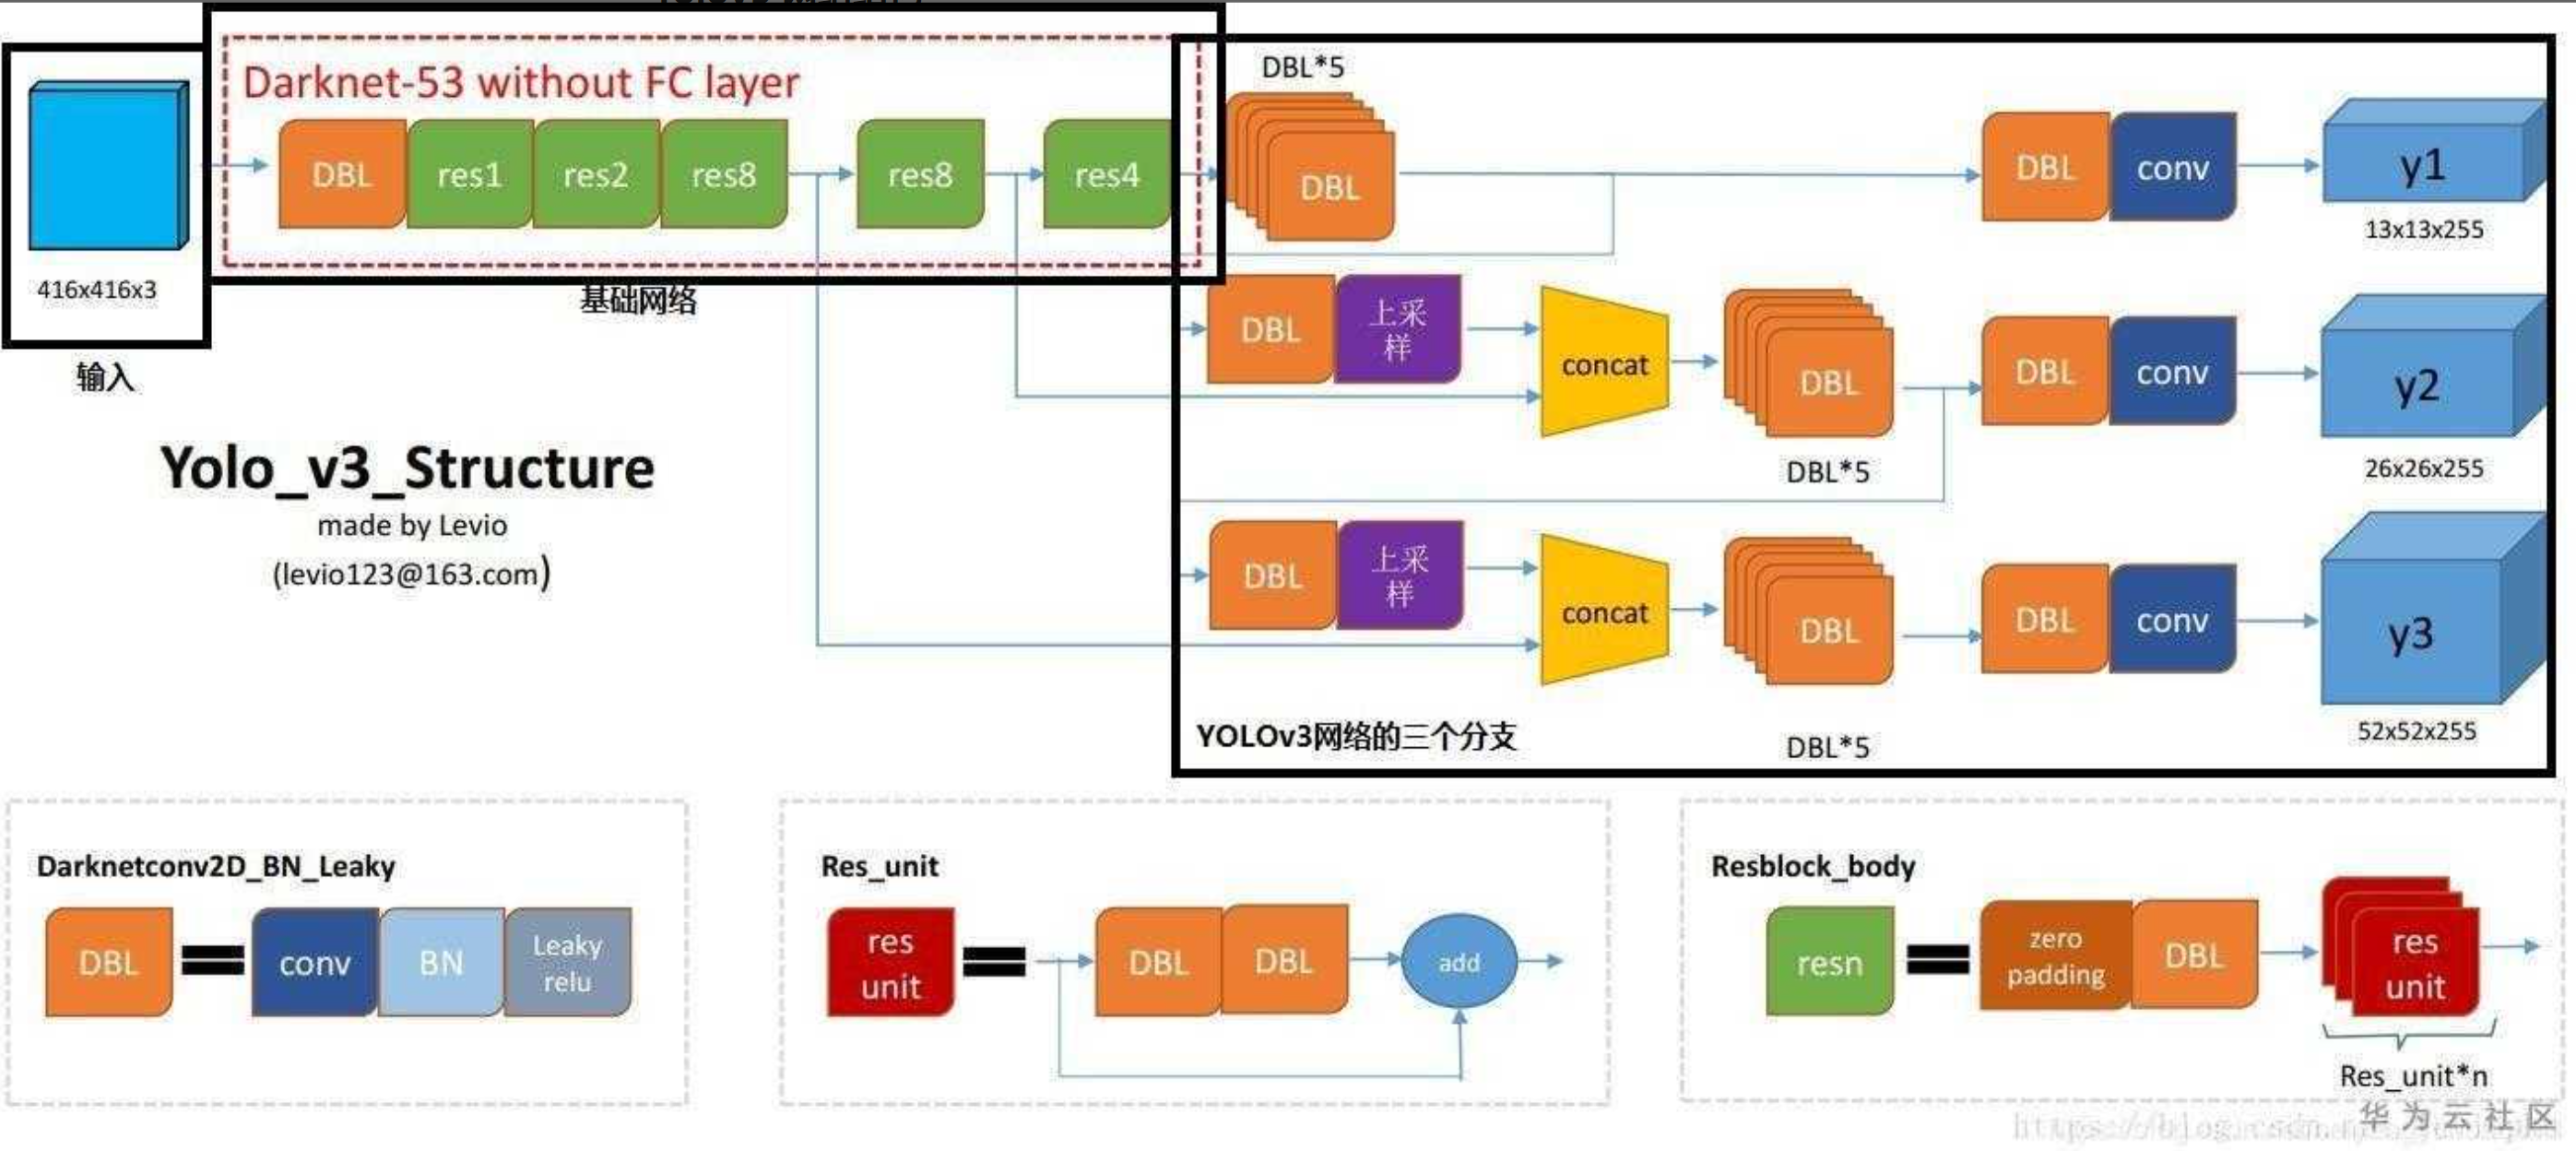 Darknet-53 without FC layer
DBL
res1
res2
res8
res8
res4
416x416x3
输入
基础网络
DBL*5
DBL
DBL
conv
y1
13x13x255
DBL
上采
样
concat
DBL
DBL*5
DBL
conv
y2
26x26x255
DBL
上采
样
concat
DBL
DBL*5
DBL
conv
y3
52x52x255
YOLOv3网络的三个分支
Yolo_v3_Structure
made by Levio
(levio123@163.com)
Darknetconv2D_BN_Leaky
DBL
conv
BN
Leaky
relu
Res_unit
res
unit
DBL
DBL
add
Resblock_body
resn
zero
padding
DBL
res
unit
Res_unit*n
华为云社区